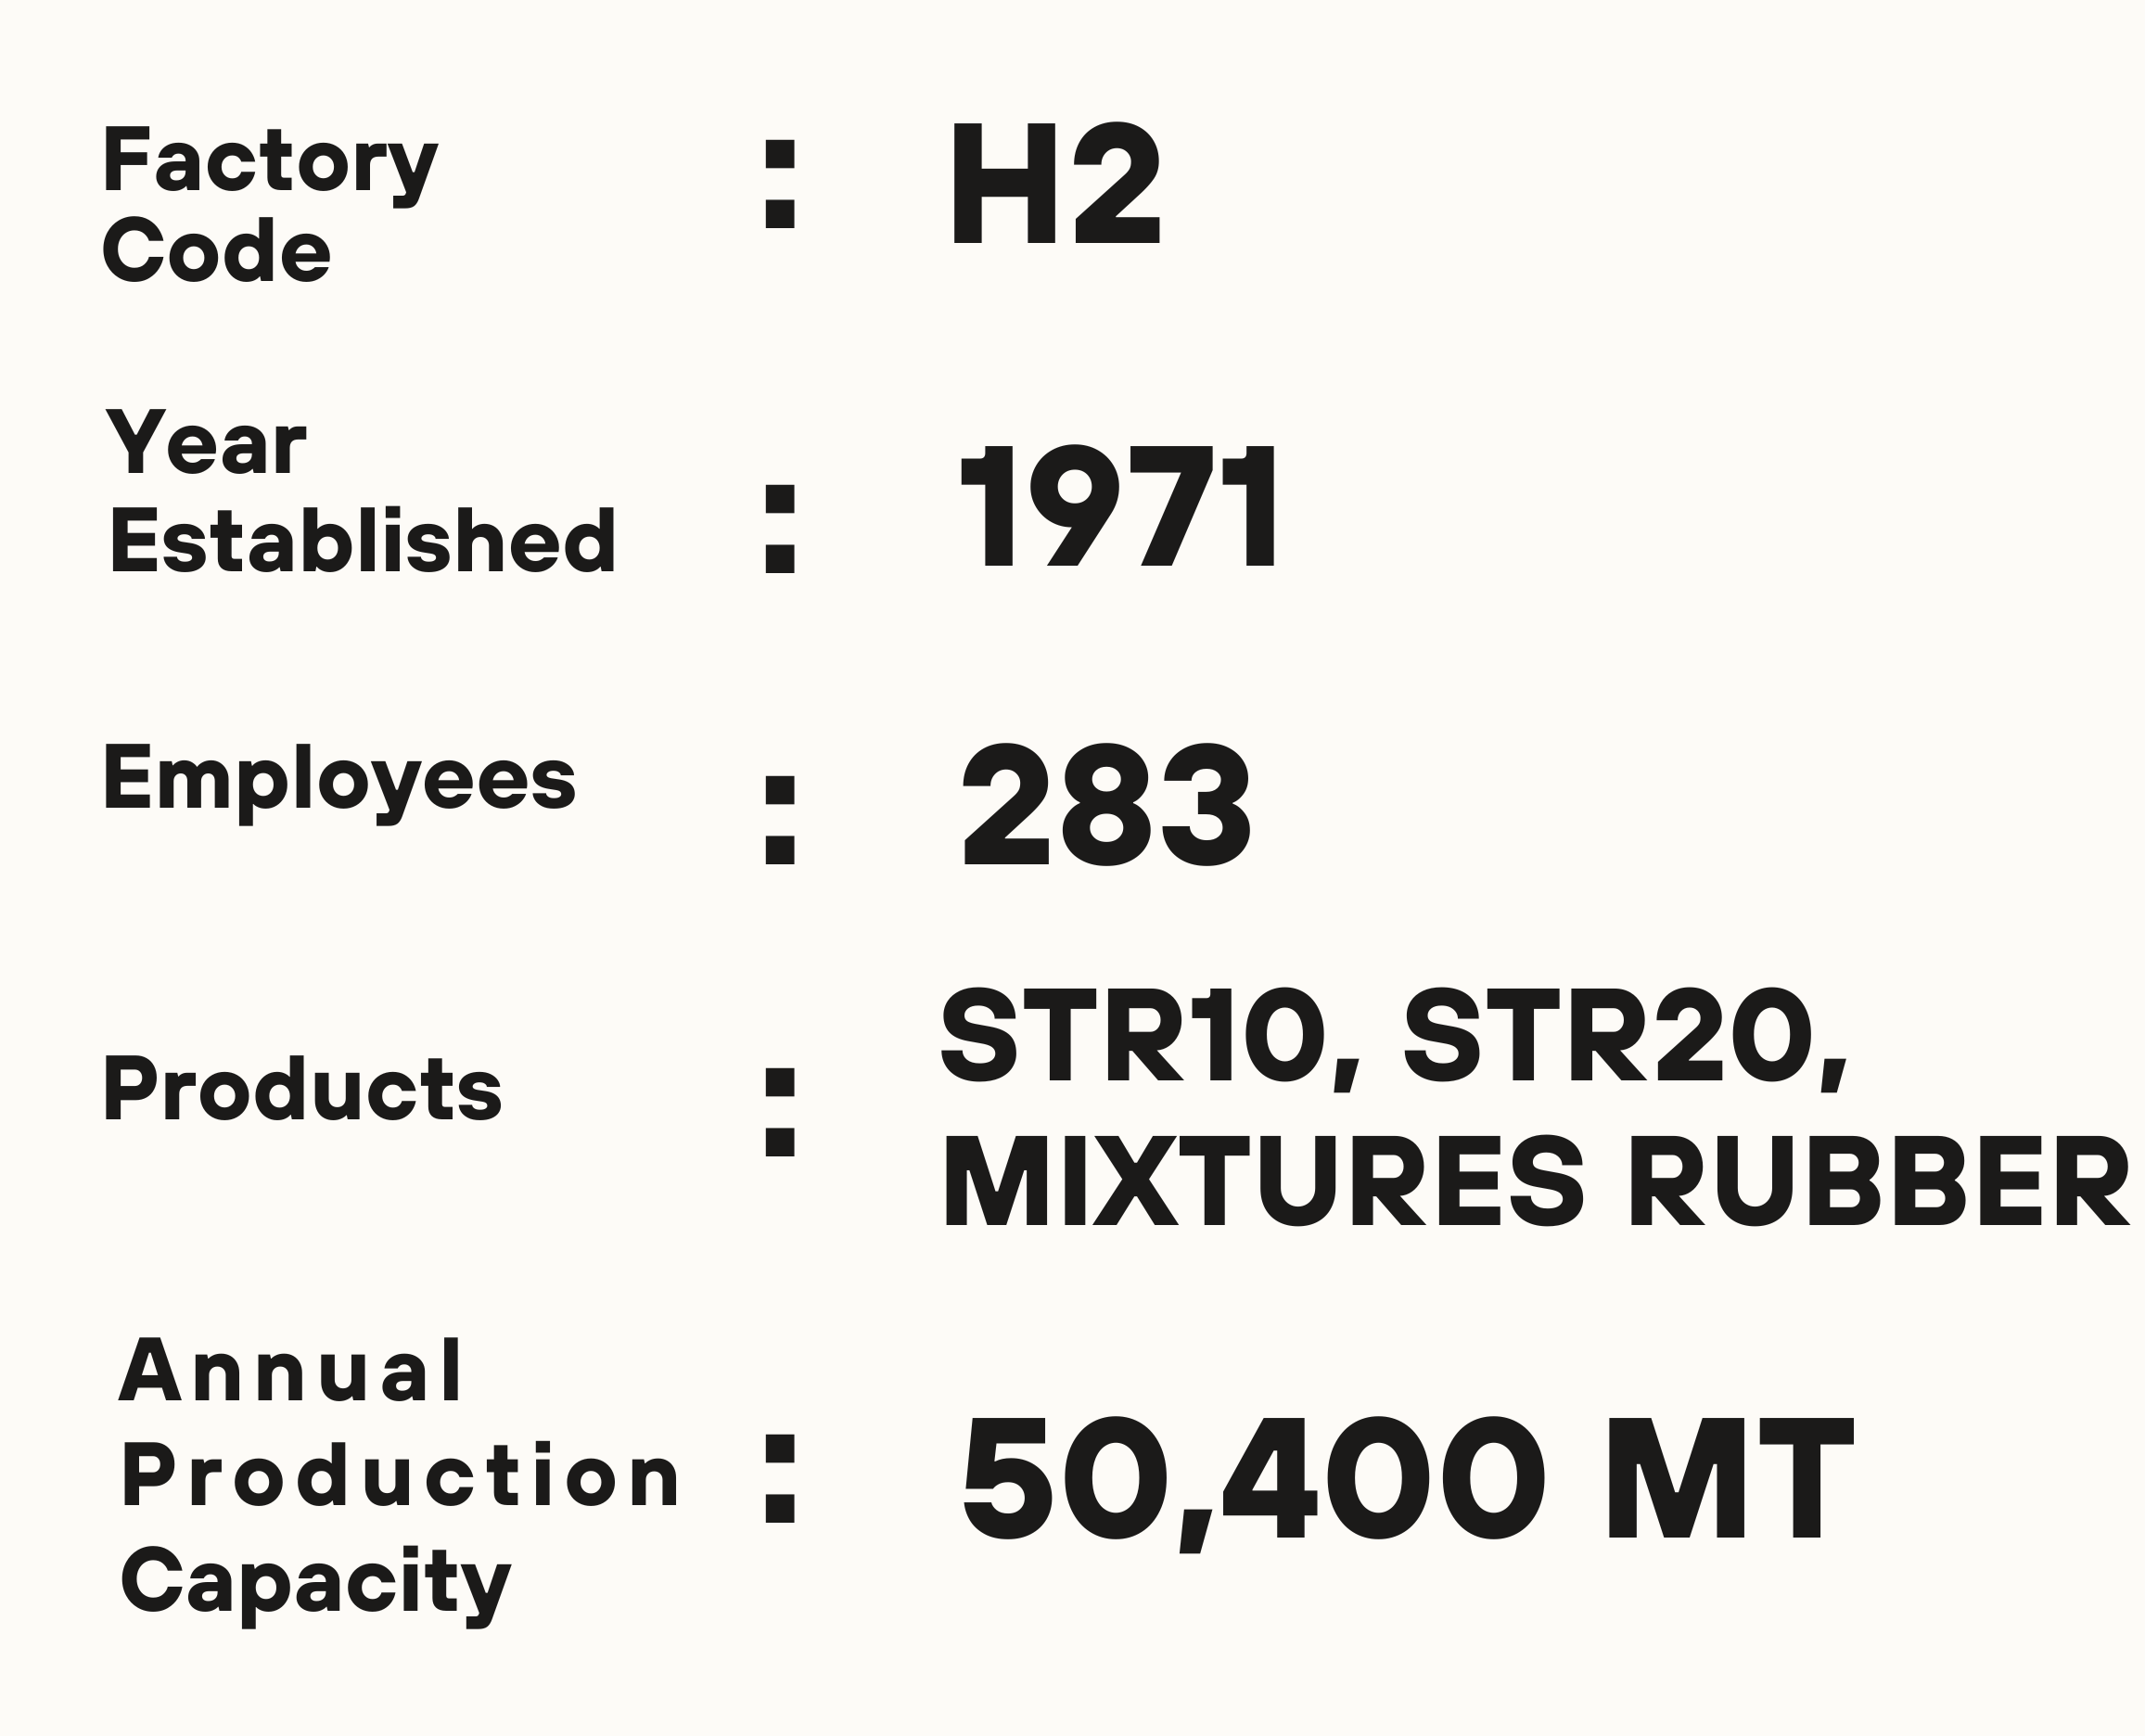 Factory
Code : H2
Year
Established : 1971
Employees : 283
Products : STR10, STR20,
MIXTURES RUBBER
Annual
Production : 50,400 MT
Capacity